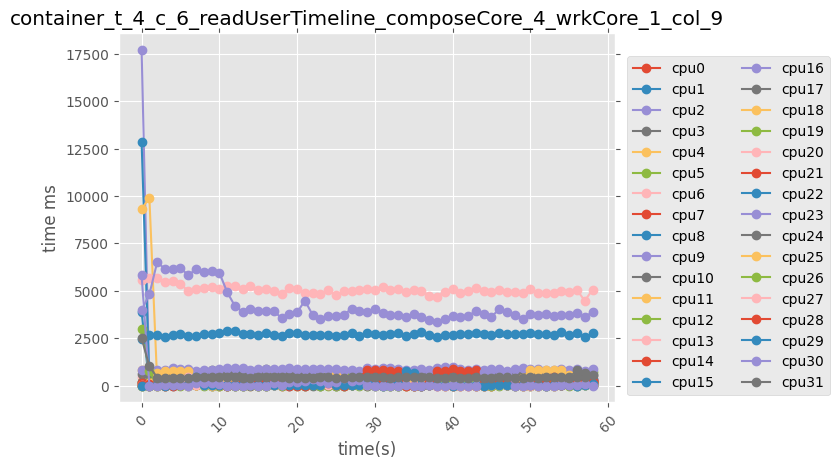 container_t_4_c_6_readUserTimeline_composeCore_4_wrkCore_1_col_9
17500
15000
12500
10000
7500
5000
2500
0
time ms
0
10
20
30
40
50
60
time(s)
cpu0
cpu1
cpu2
cpu3
cpu4
cpu5
cpu6
cpu7
cpu8
cpu9
cpu10
cpu11
cpu12
cpu13
cpu14
cpu15
cpu16
cpu17
cpu18
cpu19
cpu20
cpu21
cpu22
cpu23
cpu24
cpu25
cpu26
cpu27
cpu28
cpu29
cpu30
cpu31